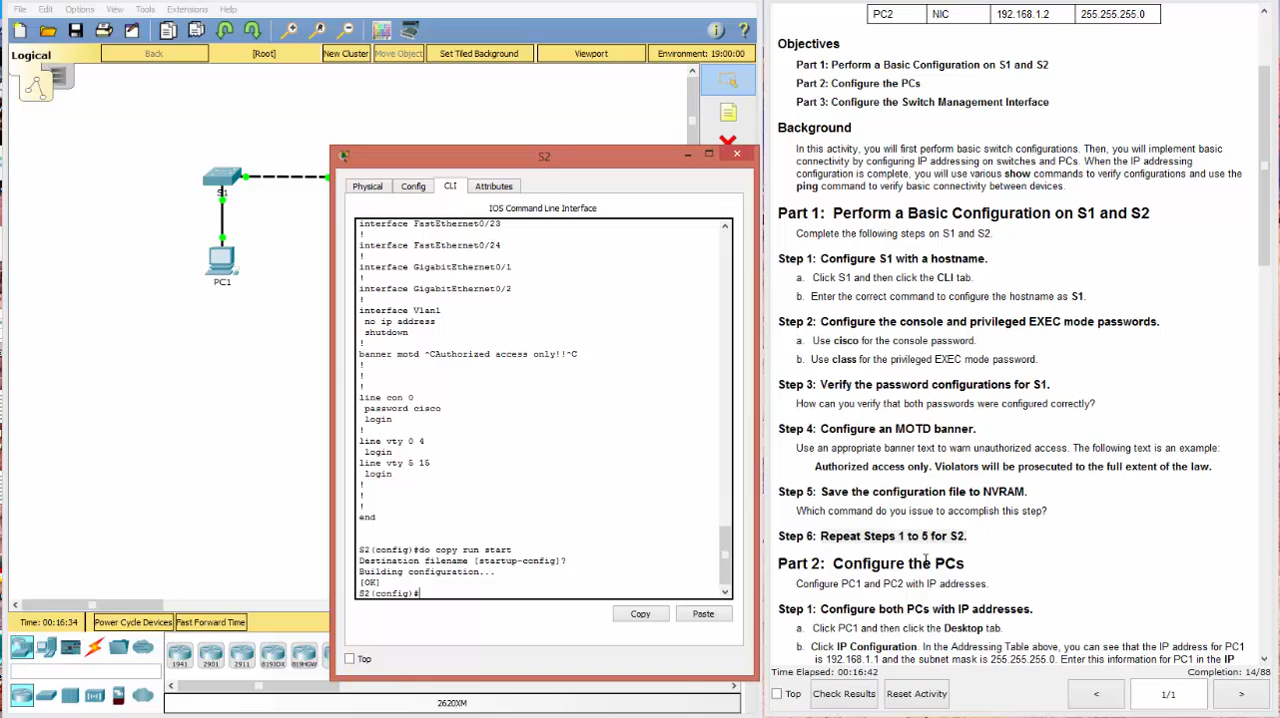 File Edit Options View Tools Extensions Help
Logical Back [Root] New Cluster Move Object Set Tiled Background Viewport Environment: 19:00:00
S1
PC1
S2
Physical Config CLI Attributes
IOS Command Line Interface
interface FastEthernet0/23
!
interface FastEthernet0/24
!
interface GigabitEthernet0/1
!
interface GigabitEthernet0/2
!
interface Vlan1
no ip address
shutdown
!
banner motd ^CAuthorized access only!!^C
!
!
!
line con 0
password cisco
login
!
line vty 0 4
login
line vty 5 15
login
!
!
!
end
S2(config)#do copy run start
Destination filename [startup-config]?
Building configuration...
[OK]
S2(config)#
Copy Paste
Top
Time: 00:16:34 Power Cycle Devices Fast Forward Time
1941 2901 2911 819IOX 819HGW
2620XM
PC2 NIC 192.168.1.2 255.255.255.0
Objectives
Part 1: Perform a Basic Configuration on S1 and S2
Part 2: Configure the PCs
Part 3: Configure the Switch Management Interface
Background
In this activity, you will first perform basic switch configurations. Then, you will implement basic
connectivity by configuring IP addressing on switches and PCs. When the IP addressing
configuration is complete, you will use various show commands to verify configurations and use the
ping command to verify basic connectivity between devices.
Part 1: Perform a Basic Configuration on S1 and S2
Complete the following steps on S1 and S2.
Step 1: Configure S1 with a hostname.
a. Click S1 and then click the CLI tab.
b. Enter the correct command to configure the hostname as S1.
Step 2: Configure the console and privileged EXEC mode passwords.
a. Use cisco for the console password.
b. Use class for the privileged EXEC mode password.
Step 3: Verify the password configurations for S1.
How can you verify that both passwords were configured correctly?
Step 4: Configure an MOTD banner.
Use an appropriate banner text to warn unauthorized access. The following text is an example:
Authorized access only. Violators will be prosecuted to the full extent of the law.
Step 5: Save the configuration file to NVRAM.
Which command do you issue to accomplish this step?
Step 6: Repeat Steps 1 to 5 for S2.
Part 2: Configure the PCs
Configure PC1 and PC2 with IP addresses.
Step 1: Configure both PCs with IP addresses.
a. Click PC1 and then click the Desktop tab.
b. Click IP Configuration. In the Addressing Table above, you can see that the IP address for PC1
is 192.168.1.1 and the subnet mask is 255.255.255.0. Enter this information for PC1 in the IP
Time Elapsed: 00:16:42 Completion: 14/88
Top Check Results Reset Activity < 1/1 >